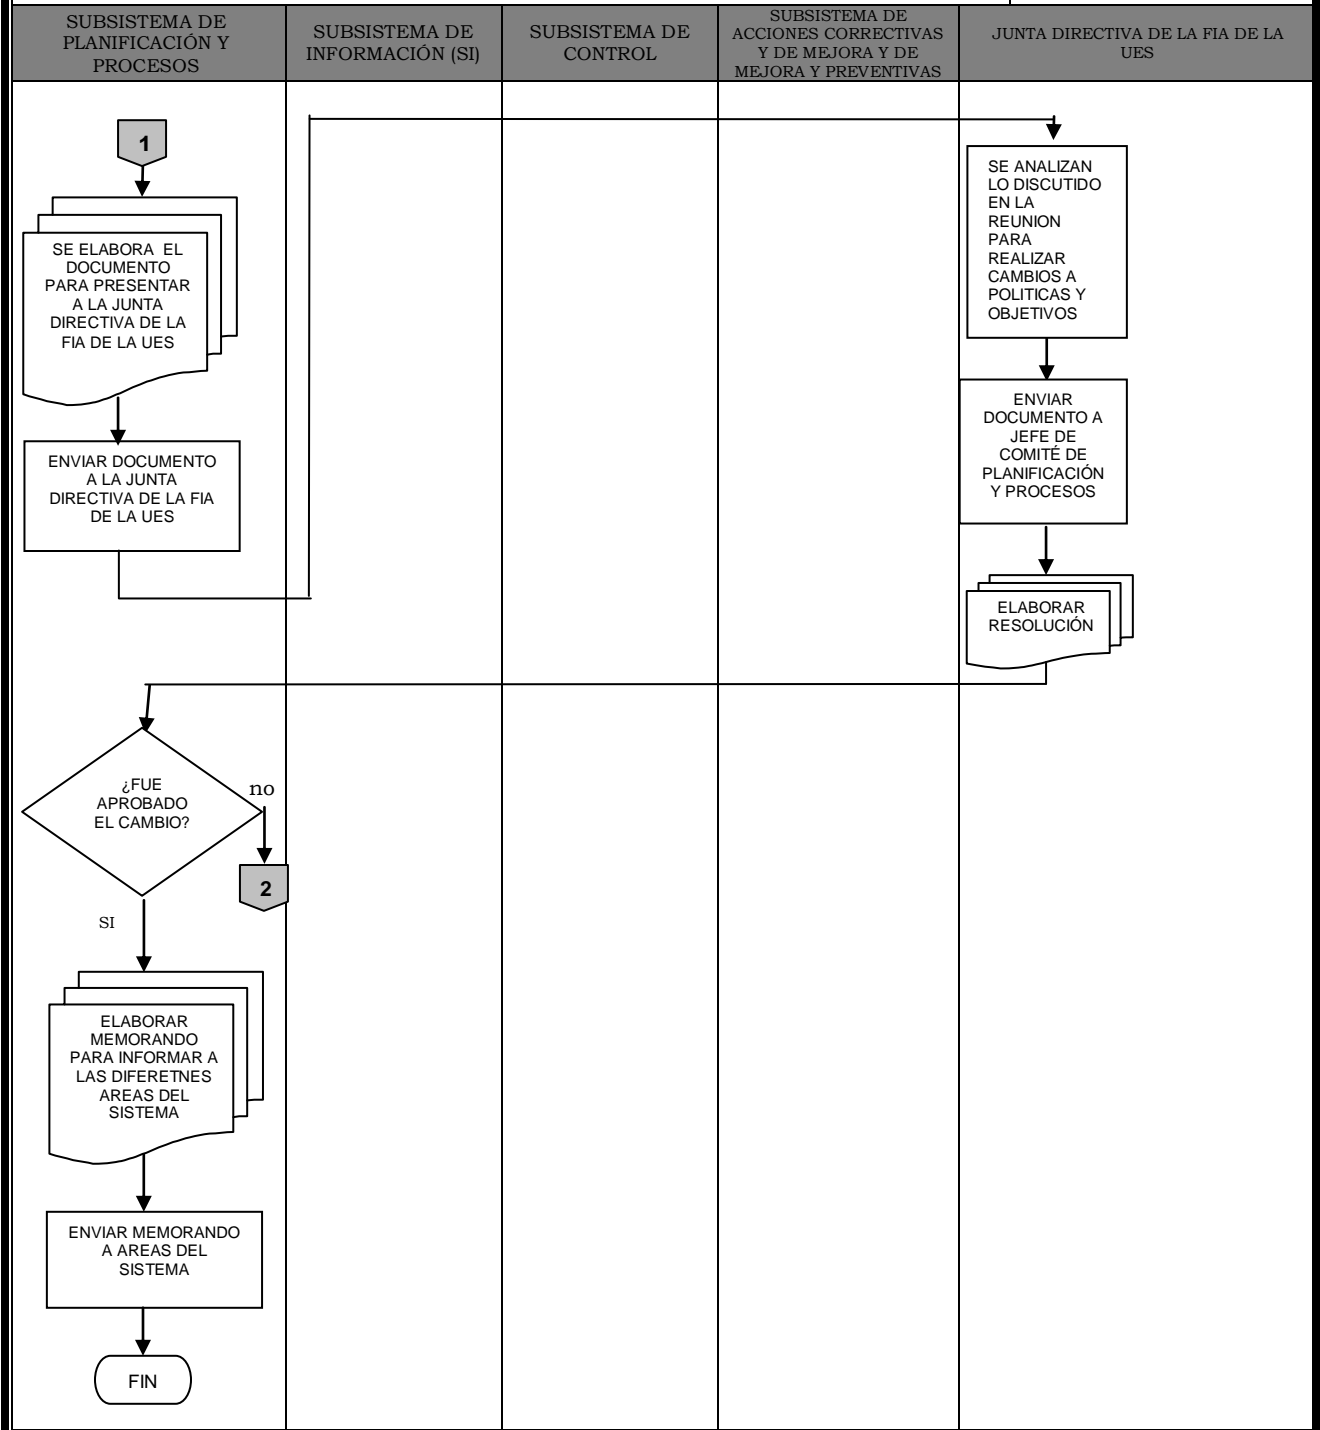 SUBSISTEMA DE
PLANIFICACIÓN Y
PROCESOS
SUBSISTEMA DE
INFORMACIÓN (SI)
SUBSISTEMA DE
CONTROL
SUBSISTEMA DE
ACCIONES CORRECTIVAS
Y DE MEJORA Y DE
MEJORA Y PREVENTIVAS
JUNTA DIRECTIVA DE LA FIA DE LA
UES
1
SE ELABORA EL
DOCUMENTO
PARA PRESENTAR
A LA JUNTA
DIRECTIVA DE LA
FIA DE LA UES
ENVIAR DOCUMENTO
A LA JUNTA
DIRECTIVA DE LA FIA
DE LA UES
SE ANALIZAN
LO DISCUTIDO
EN LA
REUNION
PARA
REALIZAR
CAMBIOS A
POLITICAS Y
OBJETIVOS
ENVIAR
DOCUMENTO A
JEFE DE
COMITÉ DE
PLANIFICACIÓN
Y PROCESOS
ELABORAR
RESOLUCIÓN
¿FUE
APROBADO
EL CAMBIO?
no
2
SI
ELABORAR
MEMORANDO
PARA INFORMAR A
LAS DIFERETNES
AREAS DEL
SISTEMA
ENVIAR MEMORANDO
A AREAS DEL
SISTEMA
FIN